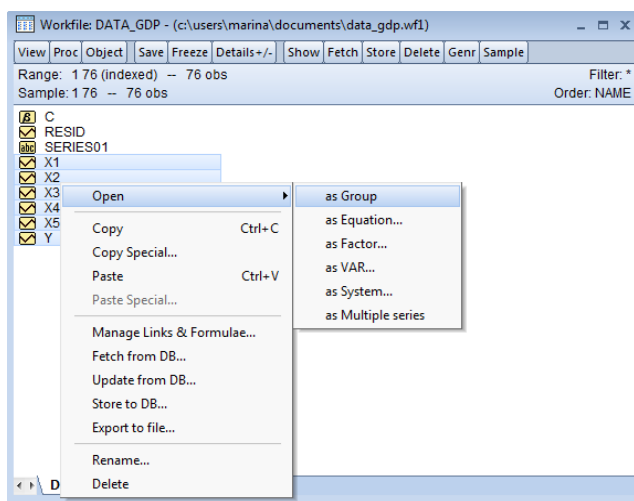 Workfile: DATA_GDP - (c:\users\marina\documents\data_gdp.wf1)
View Proc Object Save Freeze Details+/- Show Fetch Store Delete Genr Sample
Range: 1 76 (indexed) -- 76 obs Filter: *
Sample: 1 76 -- 76 obs Order: NAME
β C
RESID
abc SERIES01
X1
X2
X3
X4
X5
Y
Open
Copy Ctrl+C
Copy Special...
Paste Ctrl+V
Paste Special...
Manage Links & Formulae...
Fetch from DB...
Update from DB...
Store to DB...
Export to file...
Rename...
Delete
as Group
as Equation...
as Factor...
as VAR...
as System...
as Multiple series
D